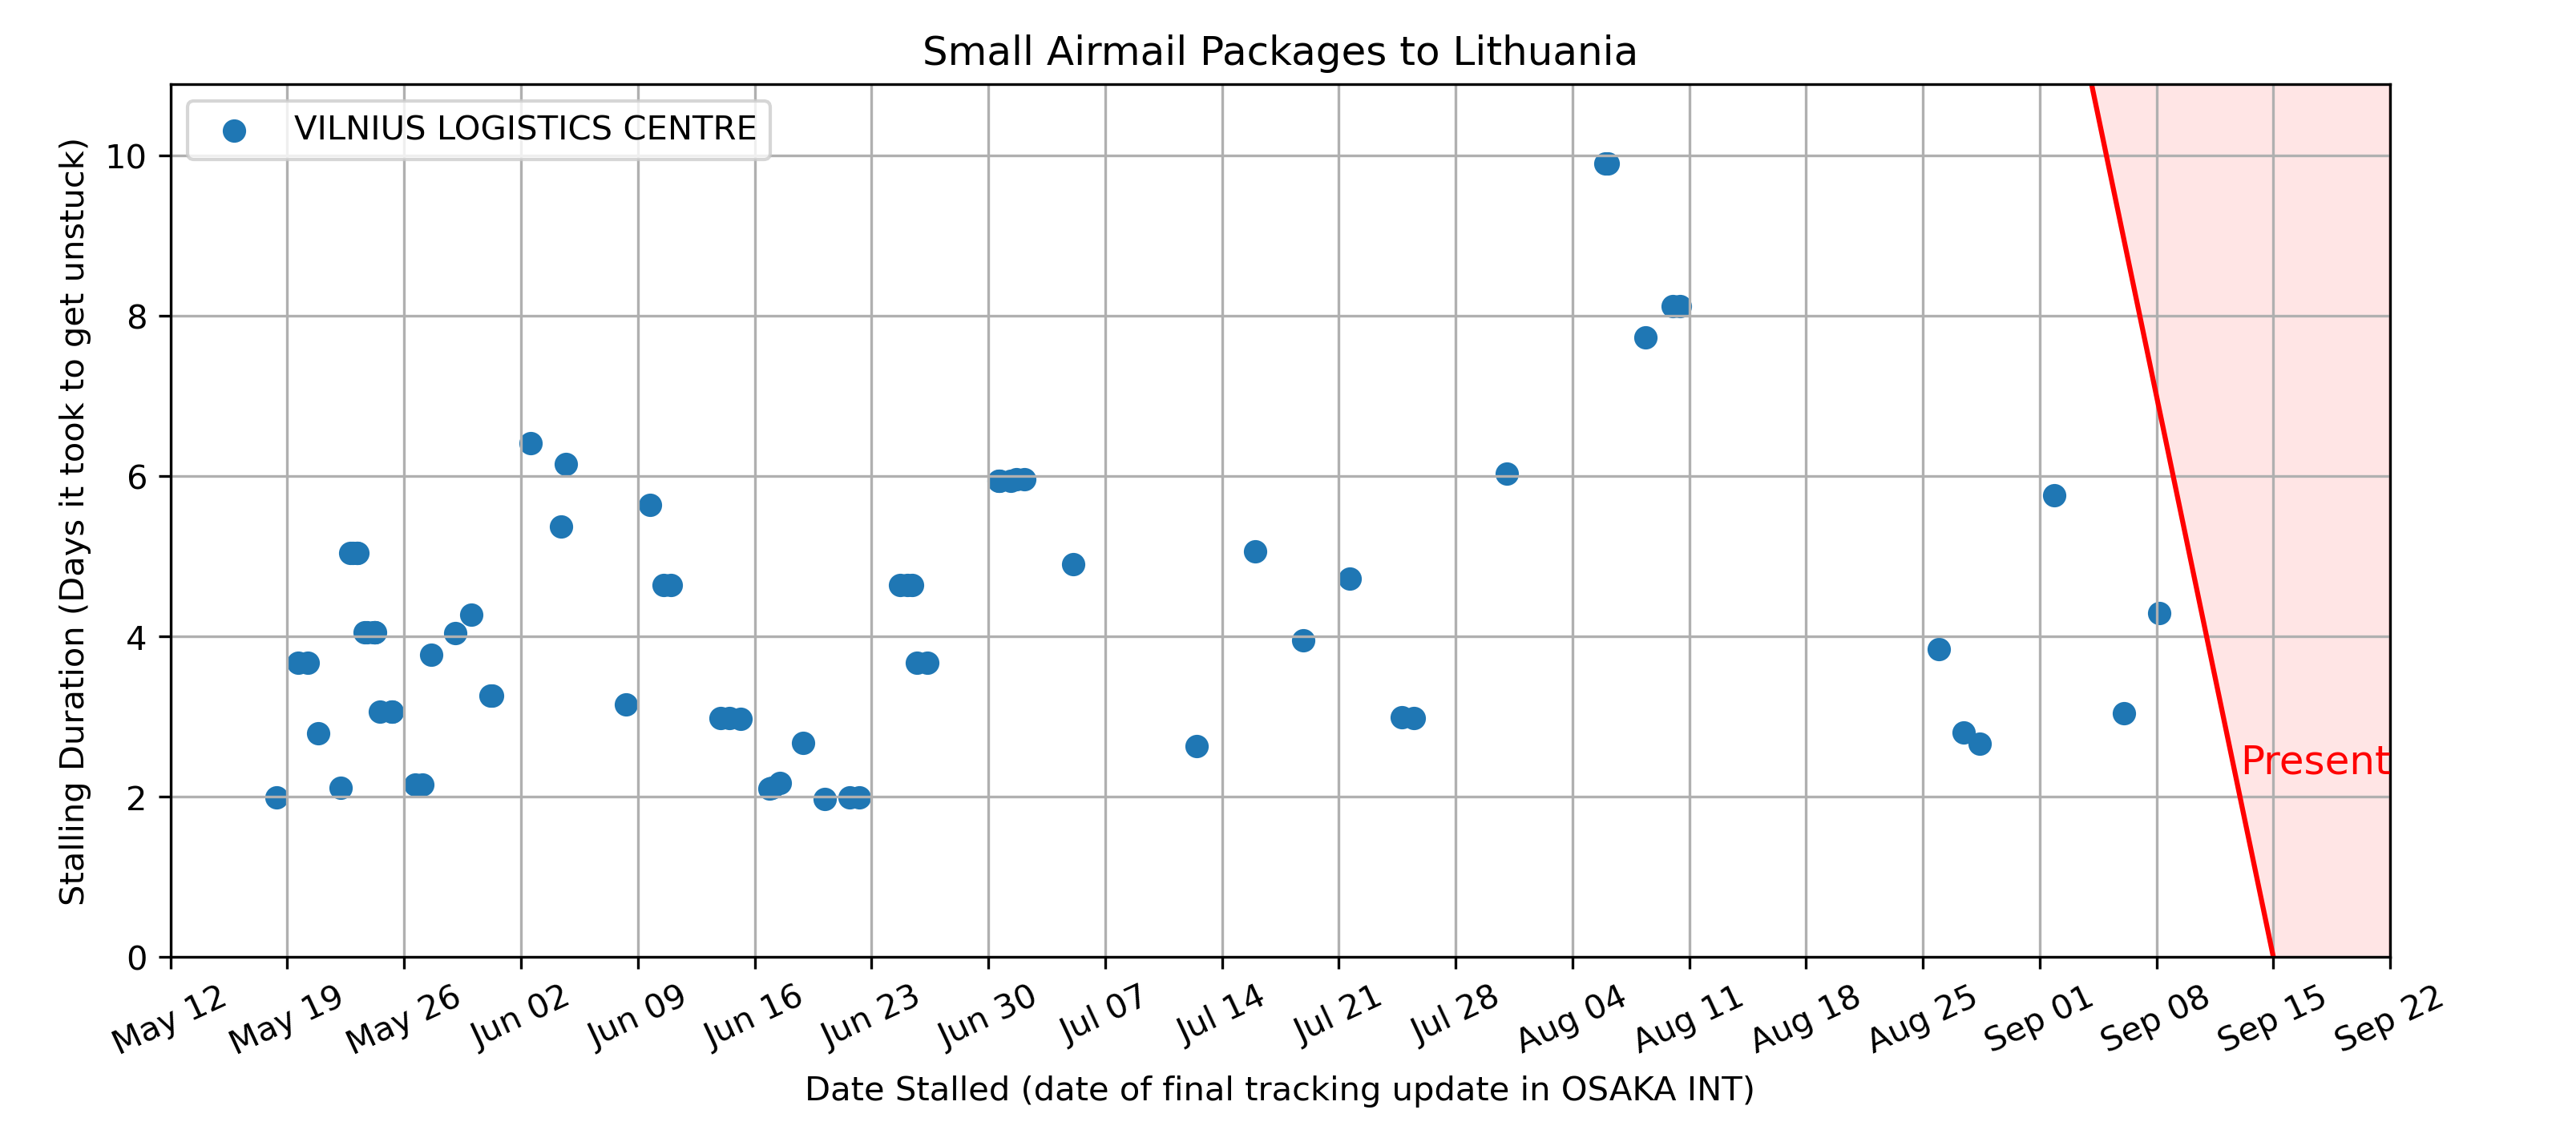 Small Airmail Packages to Lithuania
VILNIUS LOGISTICS CENTRE
Stalling Duration (Days it took to get unstuck)
10
8
6
4
2
0
Present
May 12
May 19
May 26
Jun 02
Jun 09
Jun 16
Jun 23
Jun 30
Jul 07
Jul 14
Jul 21
Jul 28
Aug 04
Aug 11
Aug 18
Aug 25
Sep 01
Sep 08
Sep 15
Sep 22
Date Stalled (date of final tracking update in OSAKA INT)